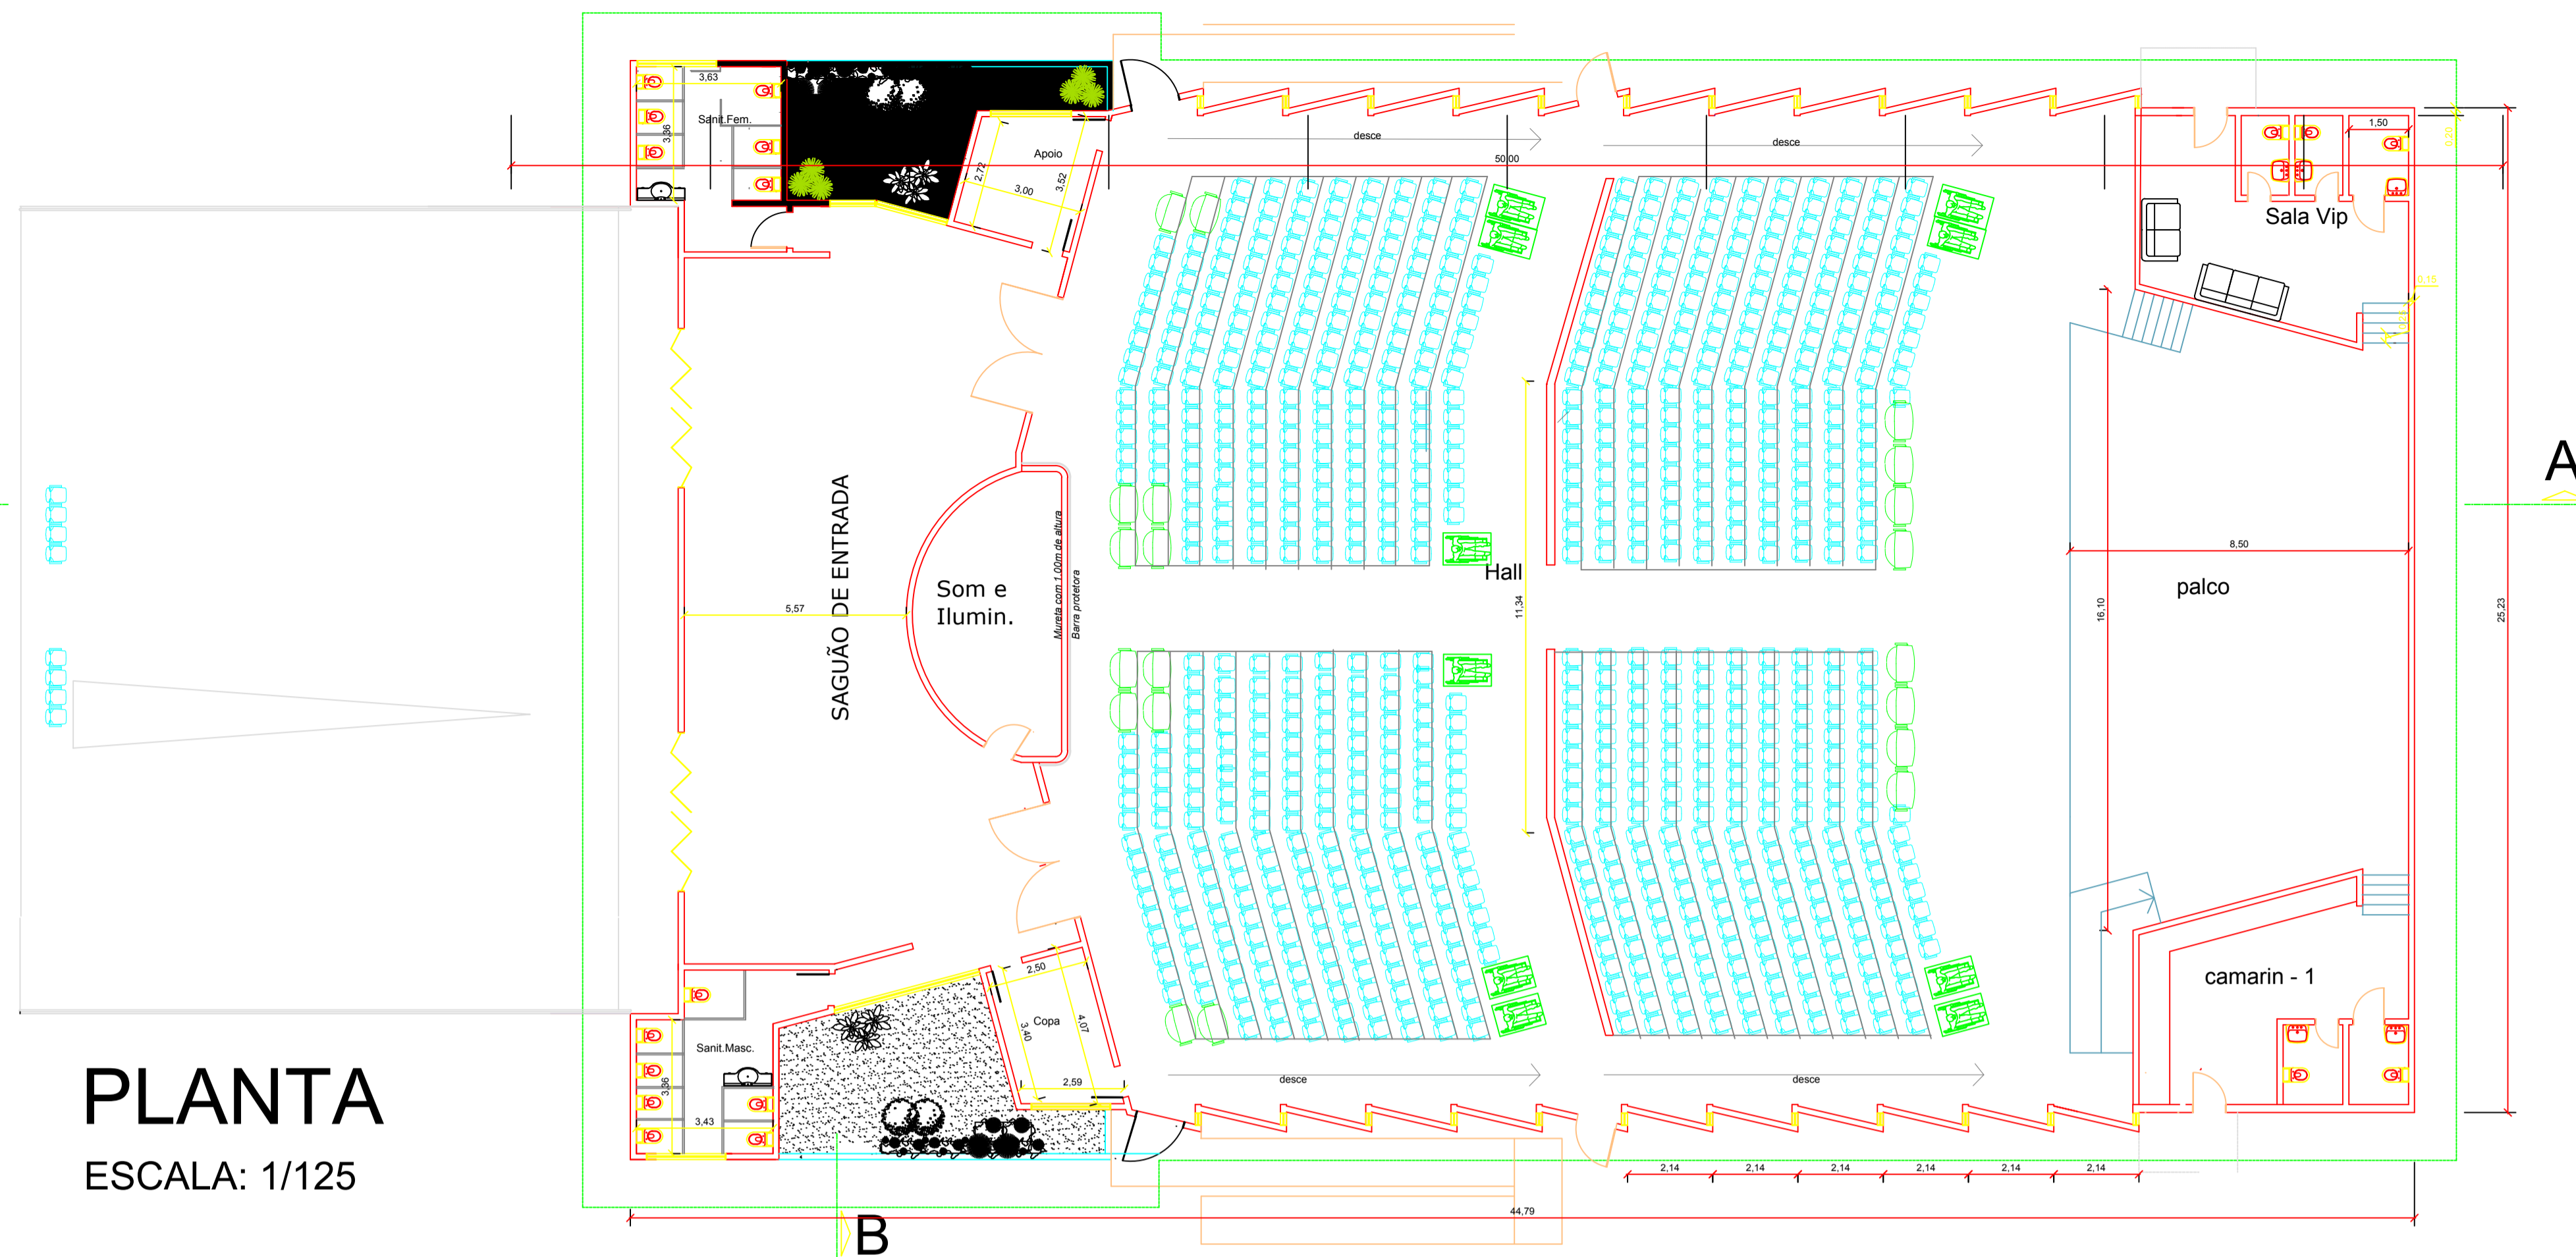 3,63
3,36
Sanit.Fem.
Apoio
2,72
3,00
3,52
desce
desce
50,00
1,50
0,20
Sala Vip
0,15
SAGUÃO DE ENTRADA
Som e
Ilumin.
Mureta com 1.00m de altura
Barra protetora
5,57
Hall
11,34
8,50
palco
16,10
25,23
A
camarin - 1
Sanit.Masc.
3,36
3,43
Copa
2,50
3,40
4,07
2,59
desce
desce
2,14
2,14
2,14
2,14
2,14
2,14
44,79
B
PLANTA
ESCALA: 1/125